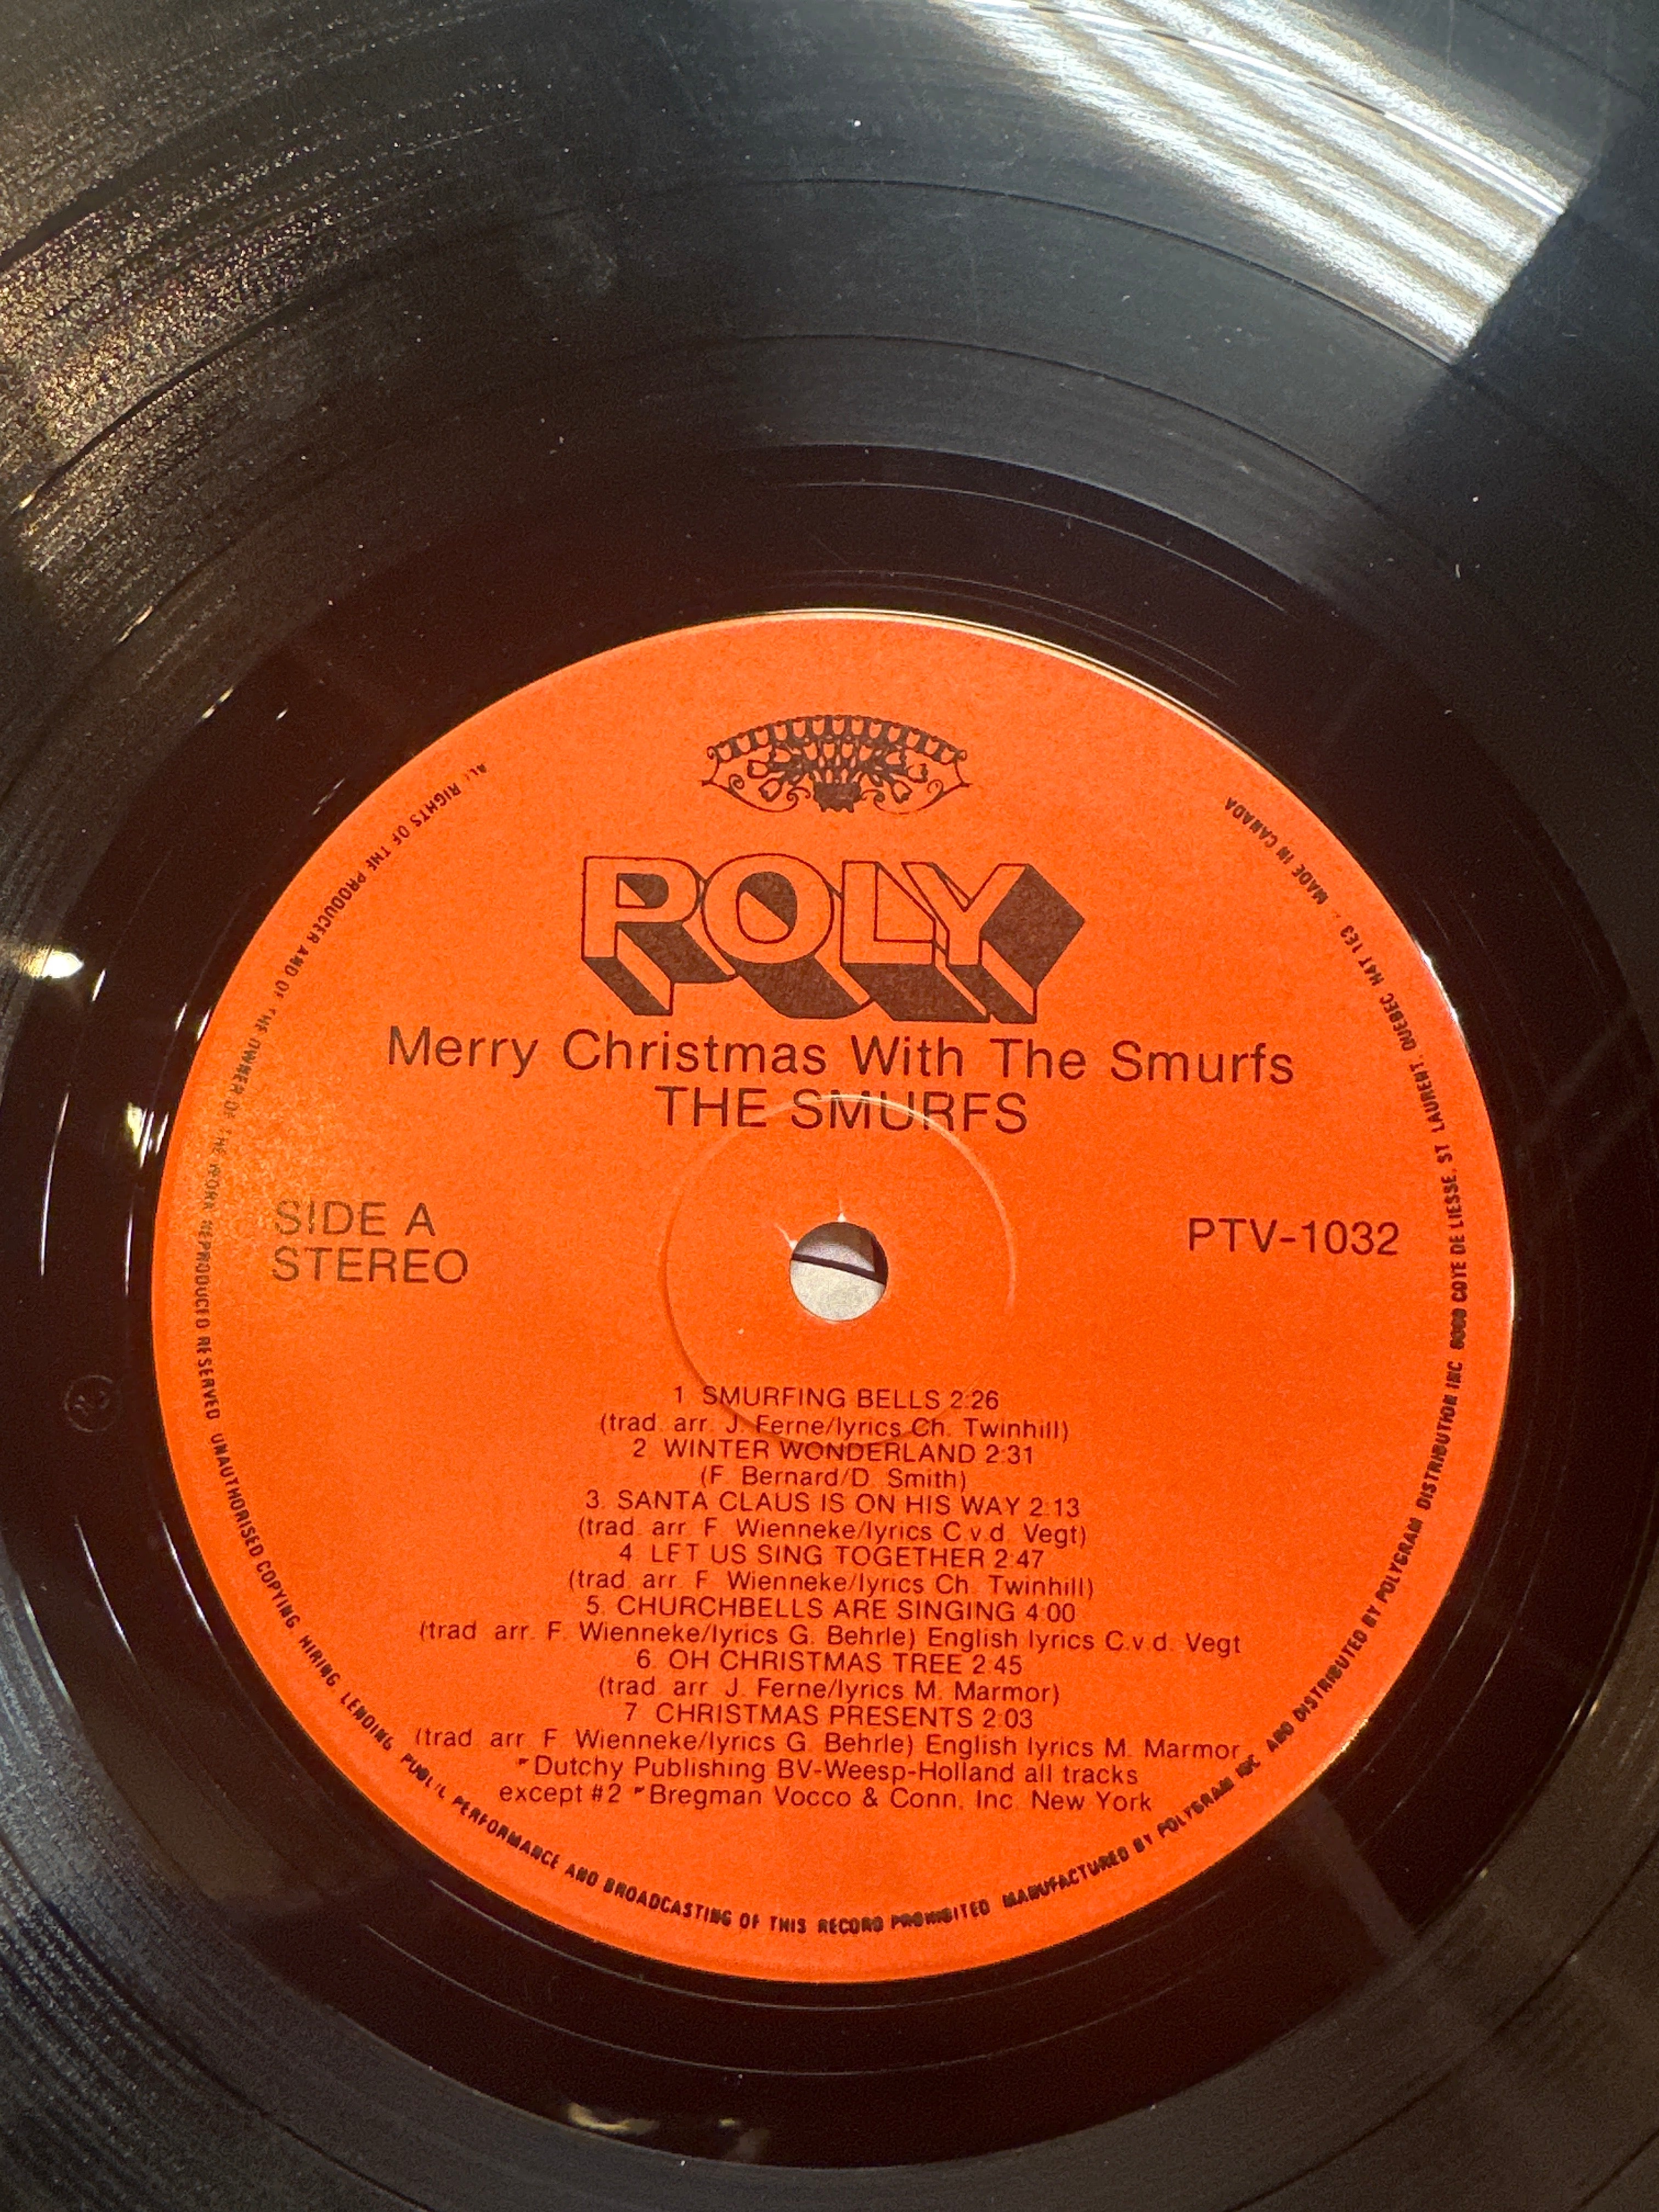 POLY
Merry Christmas With The Smurfs
THE SMURFS
SIDE A
STEREO
PTV-1032
1 SMURFING BELLS 2:26
(trad. arr. J. Ferne/lyrics Ch. Twinhill)
2 WINTER WONDERLAND 2:31
(F. Bernard/D. Smith)
3. SANTA CLAUS IS ON HIS WAY 2:13
(trad. arr. F. Wienneke/lyrics C.v.d. Vegt)
4 LET US SING TOGETHER 2:47
(trad. arr. F. Wienneke/lyrics Ch. Twinhill)
5. CHURCHBELLS ARE SINGING 4:00
(trad. arr. F. Wienneke/lyrics G. Behrle) English lyrics C.v.d. Vegt
6. OH CHRISTMAS TREE 2:45
(trad. arr. J. Ferne/lyrics M. Marmor)
7 CHRISTMAS PRESENTS 2:03
(trad. arr. F. Wienneke/lyrics G. Behrle) English lyrics M. Marmor
Dutchy Publishing BV-Weesp-Holland all tracks
except #2 Bregman Vocco & Conn, Inc. New York
ALL RIGHTS OF THE PRODUCER AND OF THE OWNER OF THE WORK REPRODUCED RESERVED UNAUTHORISED COPYING, HIRING, LENDING, PUBLIC PERFORMANCE AND BROADCASTING OF THIS RECORD PROHIBITED MANUFACTURED BY POLYGRAM INC. AND DISTRIBUTED BY POLYGRAM DISTRIBUTION INC 6000 COTE DE LIESSE, ST LAURENT, QUEBEC H4T 1E3 - MADE IN CANADA